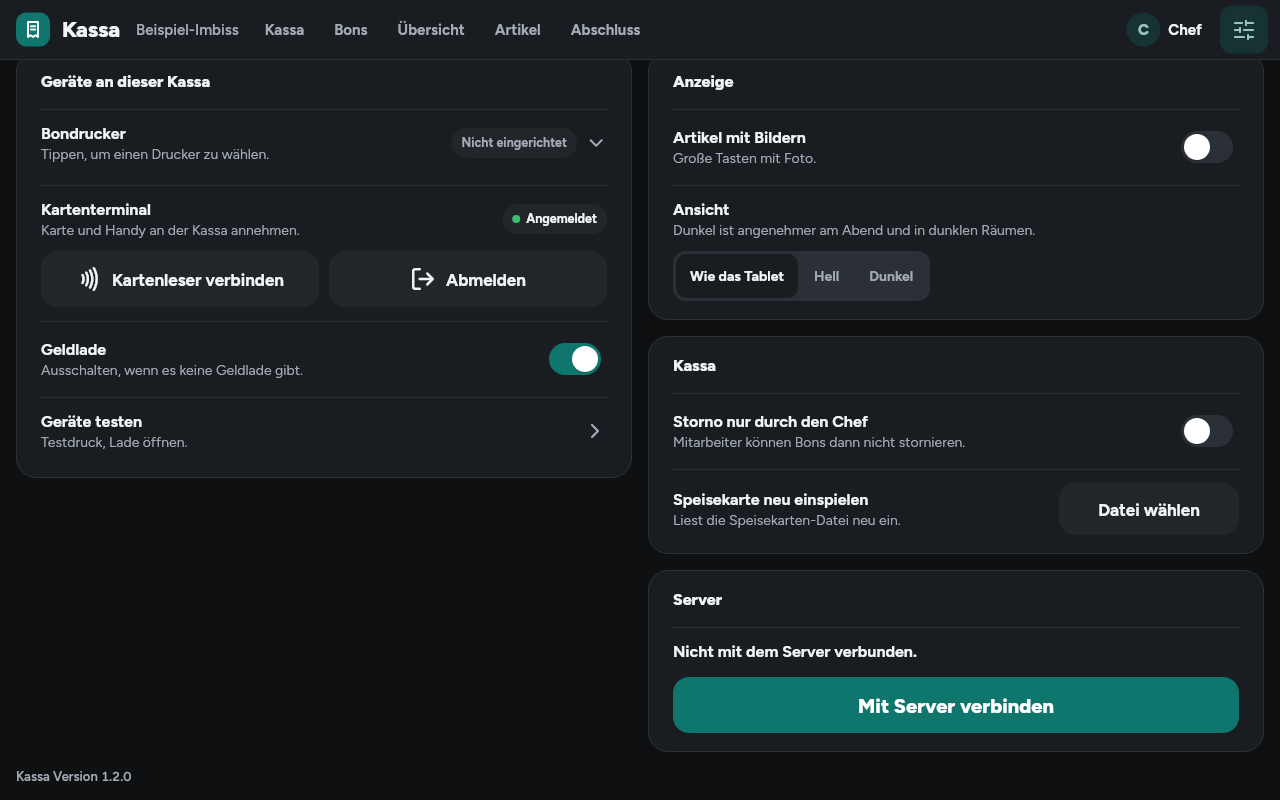 Kassa Beispiel-Imbiss Kassa Bons Übersicht Artikel Abschluss C Chef
Geräte an dieser Kassa
Bondrucker
Tippen, um einen Drucker zu wählen.
Nicht eingerichtet
Kartenterminal
Karte und Handy an der Kassa annehmen.
Angemeldet
Kartenleser verbinden
Abmelden
Geldlade
Ausschalten, wenn es keine Geldlade gibt.
Geräte testen
Testdruck, Lade öffnen.
Anzeige
Artikel mit Bildern
Große Tasten mit Foto.
Ansicht
Dunkel ist angenehmer am Abend und in dunklen Räumen.
Wie das Tablet Hell Dunkel
Kassa
Storno nur durch den Chef
Mitarbeiter können Bons dann nicht stornieren.
Speisekarte neu einspielen
Liest die Speisekarten-Datei neu ein.
Datei wählen
Server
Nicht mit dem Server verbunden.
Mit Server verbinden
Kassa Version 1.2.0